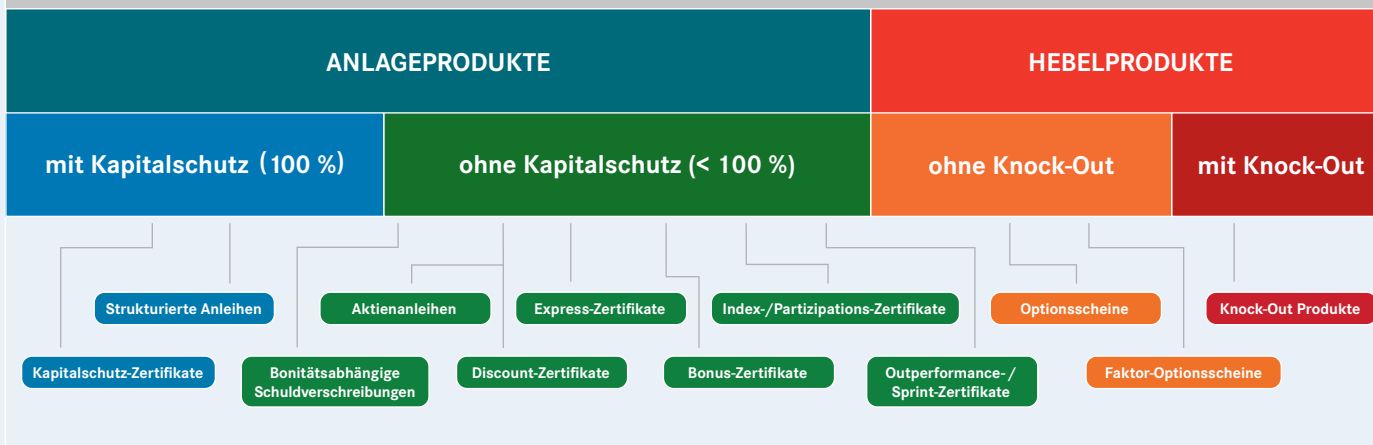 ANLAGEPRODUKTE
HEBELPRODUKTE
mit Kapitalschutz (100 %)
ohne Kapitalschutz (< 100 %)
ohne Knock-Out
mit Knock-Out
Strukturierte Anleihen
Aktienanleihen
Express-Zertifikate
Index-/Partizipations-Zertifikate
Optionsscheine
Knock-Out Produkte
Kapitalschutz-Zertifikate
Bonitätsabhängige
Schuldverschreibungen
Discount-Zertifikate
Bonus-Zertifikate
Outperformance-/
Sprint-Zertifikate
Faktor-Optionsscheine